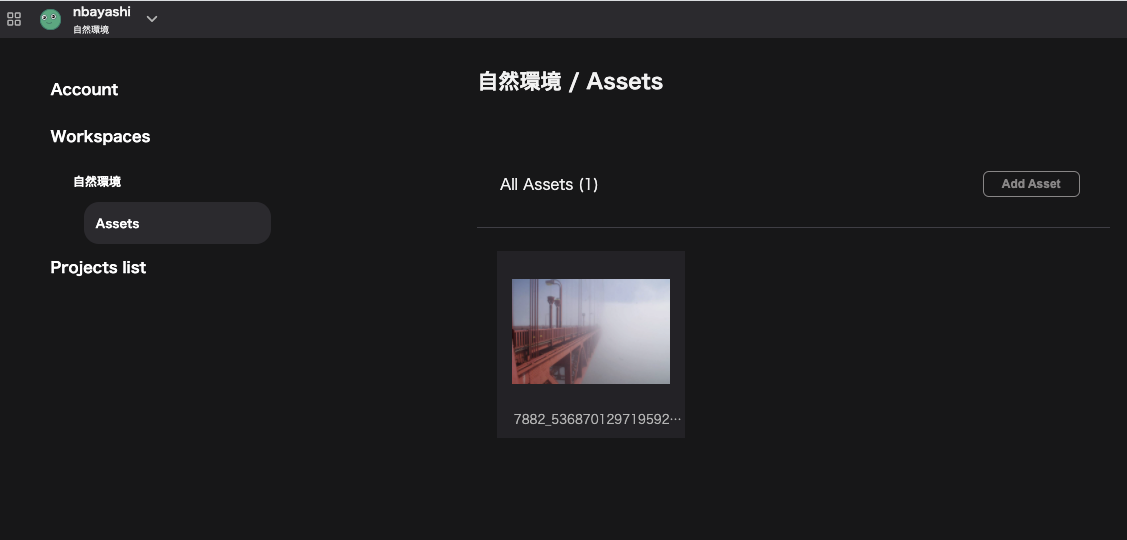 nbayashi
自然環境
Account
Workspaces
自然環境
Assets
Projects list
自然環境 / Assets
All Assets (1)
Add Asset
7882_536870129719592…